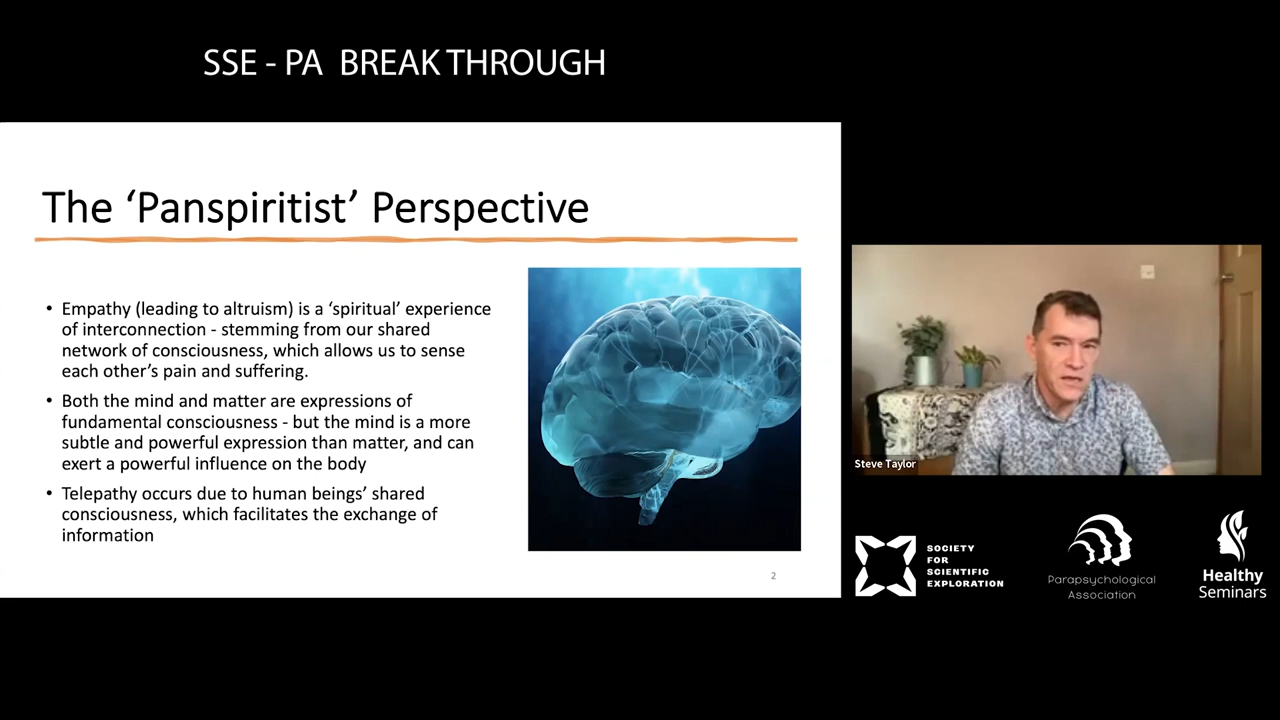 SSE - PA BREAK THROUGH
The ‘Panspiritist’ Perspective
• Empathy (leading to altruism) is a ‘spiritual’ experience
of interconnection - stemming from our shared
network of consciousness, which allows us to sense
each other’s pain and suffering.
• Both the mind and matter are expressions of
fundamental consciousness - but the mind is a more
subtle and powerful expression than matter, and can
exert a powerful influence on the body
• Telepathy occurs due to human beings’ shared
consciousness, which facilitates the exchange of
information
2
Steve Taylor
SOCIETY
FOR
SCIENTIFIC
EXPLORATION
Parapsychological
Association
Healthy
Seminars